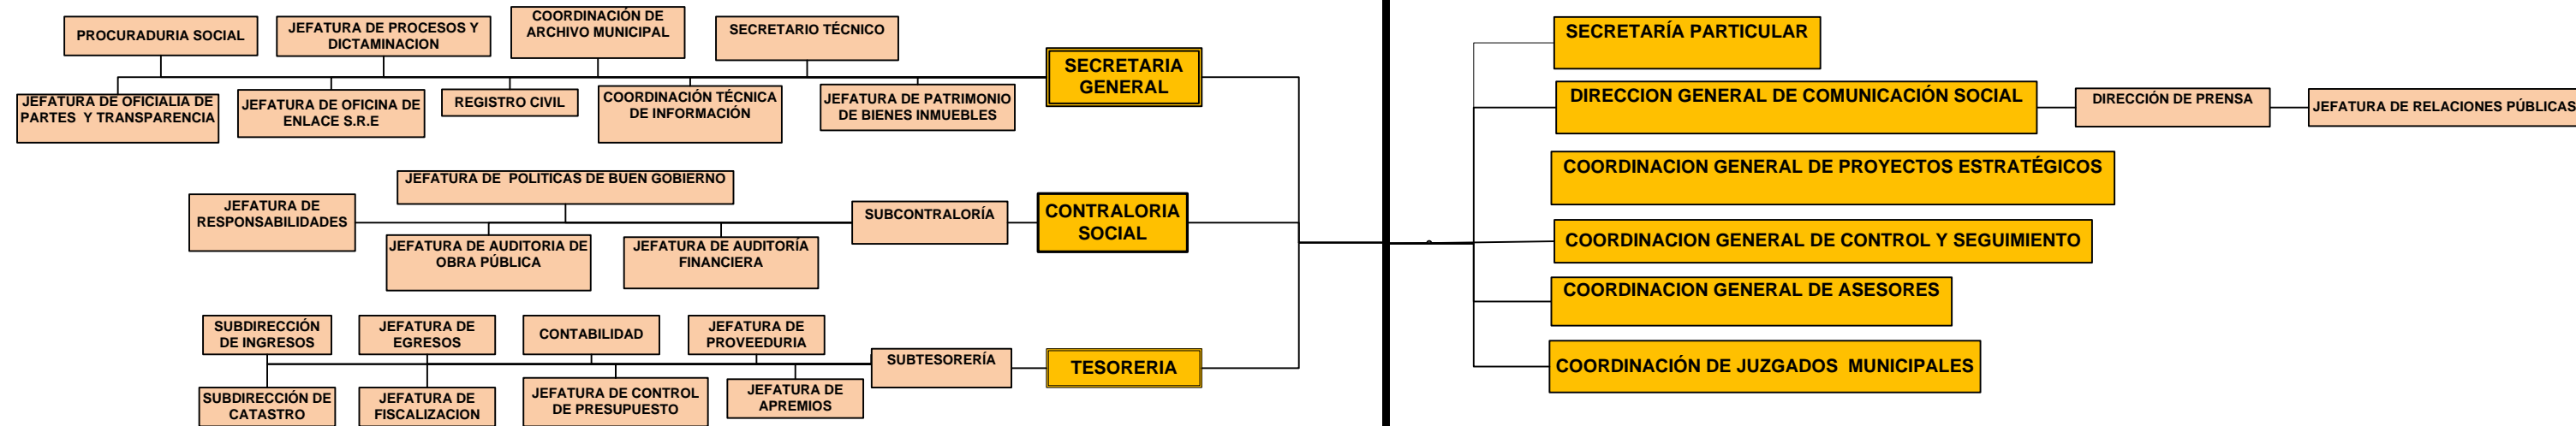 PROCURADURIA SOCIAL
JEFATURA DE PROCESOS Y
DICTAMINACION
COORDINACIÓN DE
ARCHIVO MUNICIPAL
SECRETARIO TÉCNICO
SECRETARIA
GENERAL
JEFATURA DE OFICIALIA DE
PARTES Y TRANSPARENCIA
JEFATURA DE OFICINA DE
ENLACE S.R.E
REGISTRO CIVIL
COORDINACIÓN TÉCNICA
DE INFORMACIÓN
JEFATURA DE PATRIMONIO
DE BIENES INMUEBLES
JEFATURA DE POLITICAS DE BUEN GOBIERNO
JEFATURA DE
RESPONSABILIDADES
SUBCONTRALORÍA
CONTRALORIA
SOCIAL
JEFATURA DE AUDITORIA DE
OBRA PÚBLICA
JEFATURA DE AUDITORÍA
FINANCIERA
SUBDIRECCIÓN
DE INGRESOS
JEFATURA DE
EGRESOS
CONTABILIDAD
JEFATURA DE
PROVEEDURIA
SUBTESORERÍA
TESORERIA
SUBDIRECCIÓN DE
CATASTRO
JEFATURA DE
FISCALIZACION
JEFATURA DE CONTROL
DE PRESUPUESTO
JEFATURA DE
APREMIOS
SECRETARÍA PARTICULAR
DIRECCION GENERAL DE COMUNICACIÓN SOCIAL
DIRECCIÓN DE PRENSA
JEFATURA DE RELACIONES PÚBLICAS
COORDINACION GENERAL DE PROYECTOS ESTRATÉGICOS
COORDINACION GENERAL DE CONTROL Y SEGUIMIENTO
COORDINACION GENERAL DE ASESORES
COORDINACIÓN DE JUZGADOS MUNICIPALES